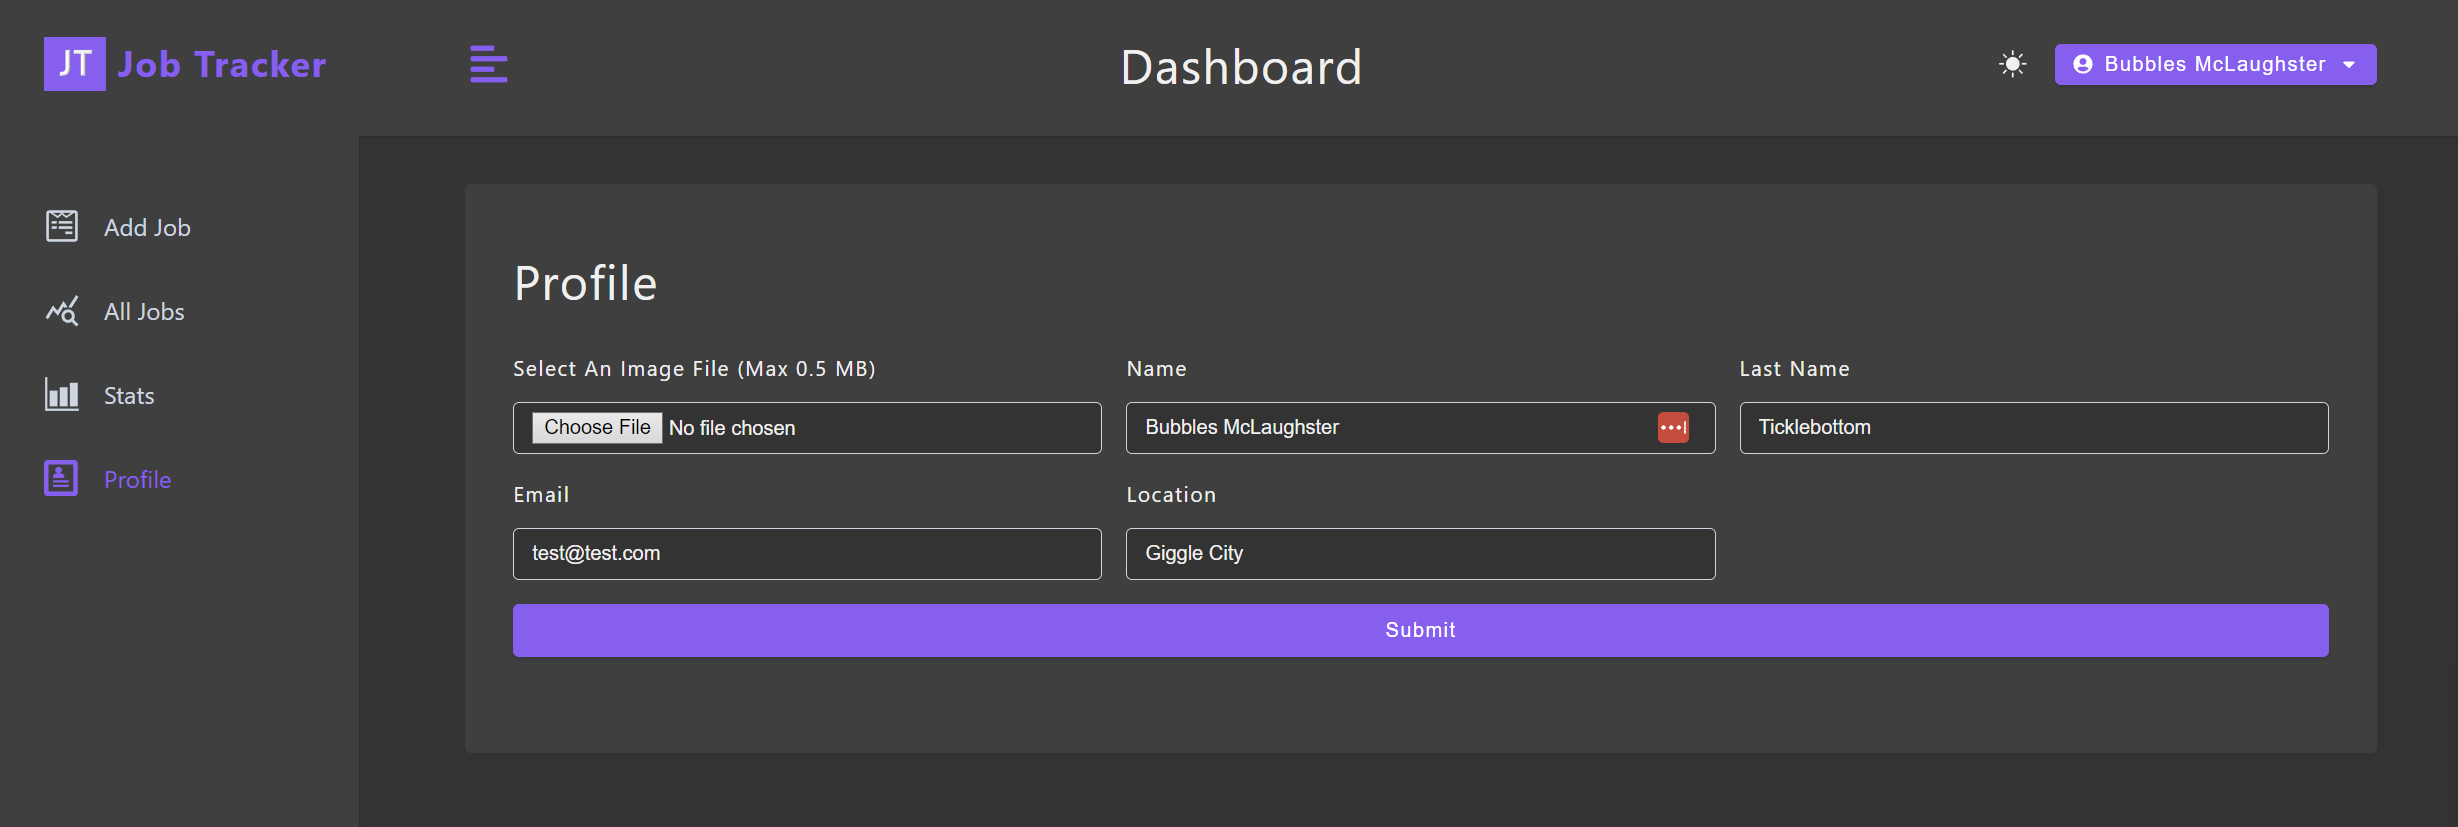 JT Job Tracker
Dashboard
Bubbles McLaughster
Add Job
All Jobs
Stats
Profile
Profile
Select An Image File (Max 0.5 MB)
Name
Last Name
Choose File No file chosen
Bubbles McLaughster
Ticklebottom
Email
Location
test@test.com
Giggle City
Submit